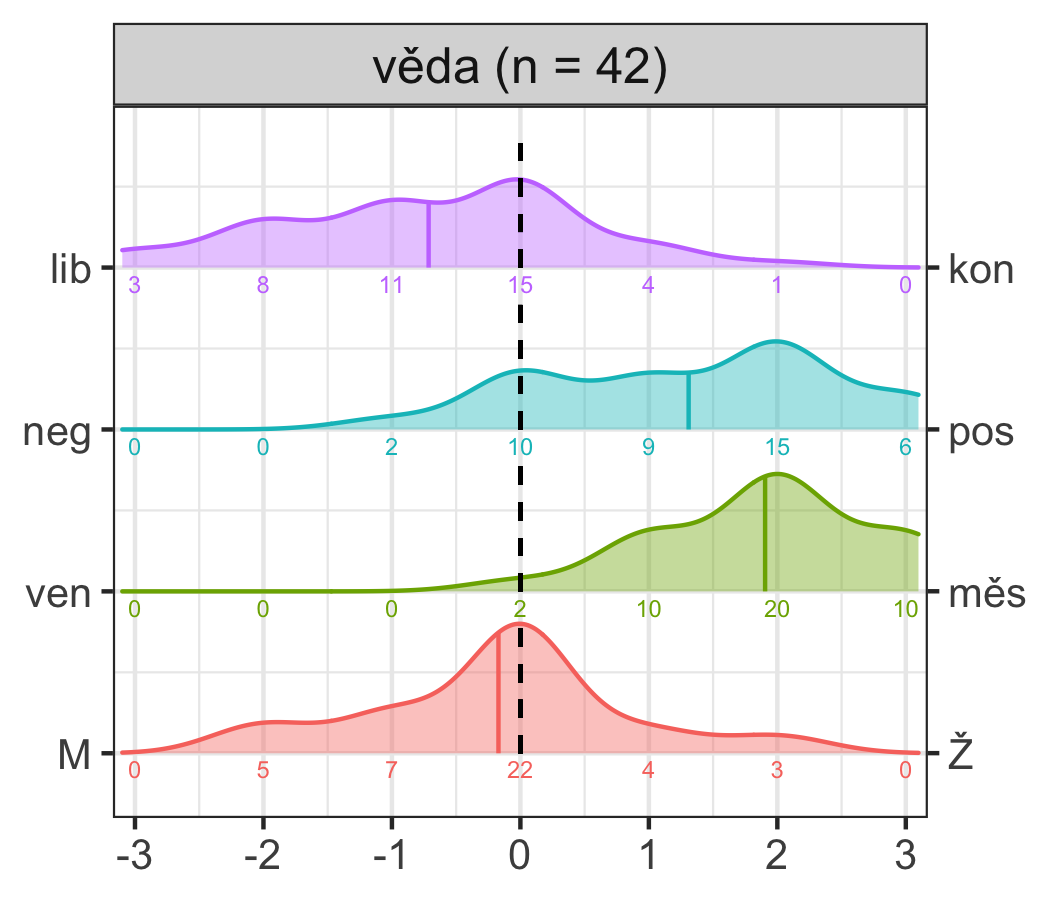 věda (n = 42)
lib kon
3 8 11 15 4 1 0
neg pos
0 0 2 10 9 15 6
ven měs
0 0 0 2 10 20 10
M Ž
0 5 7 22 4 3 0
-3 -2 -1 0 1 2 3